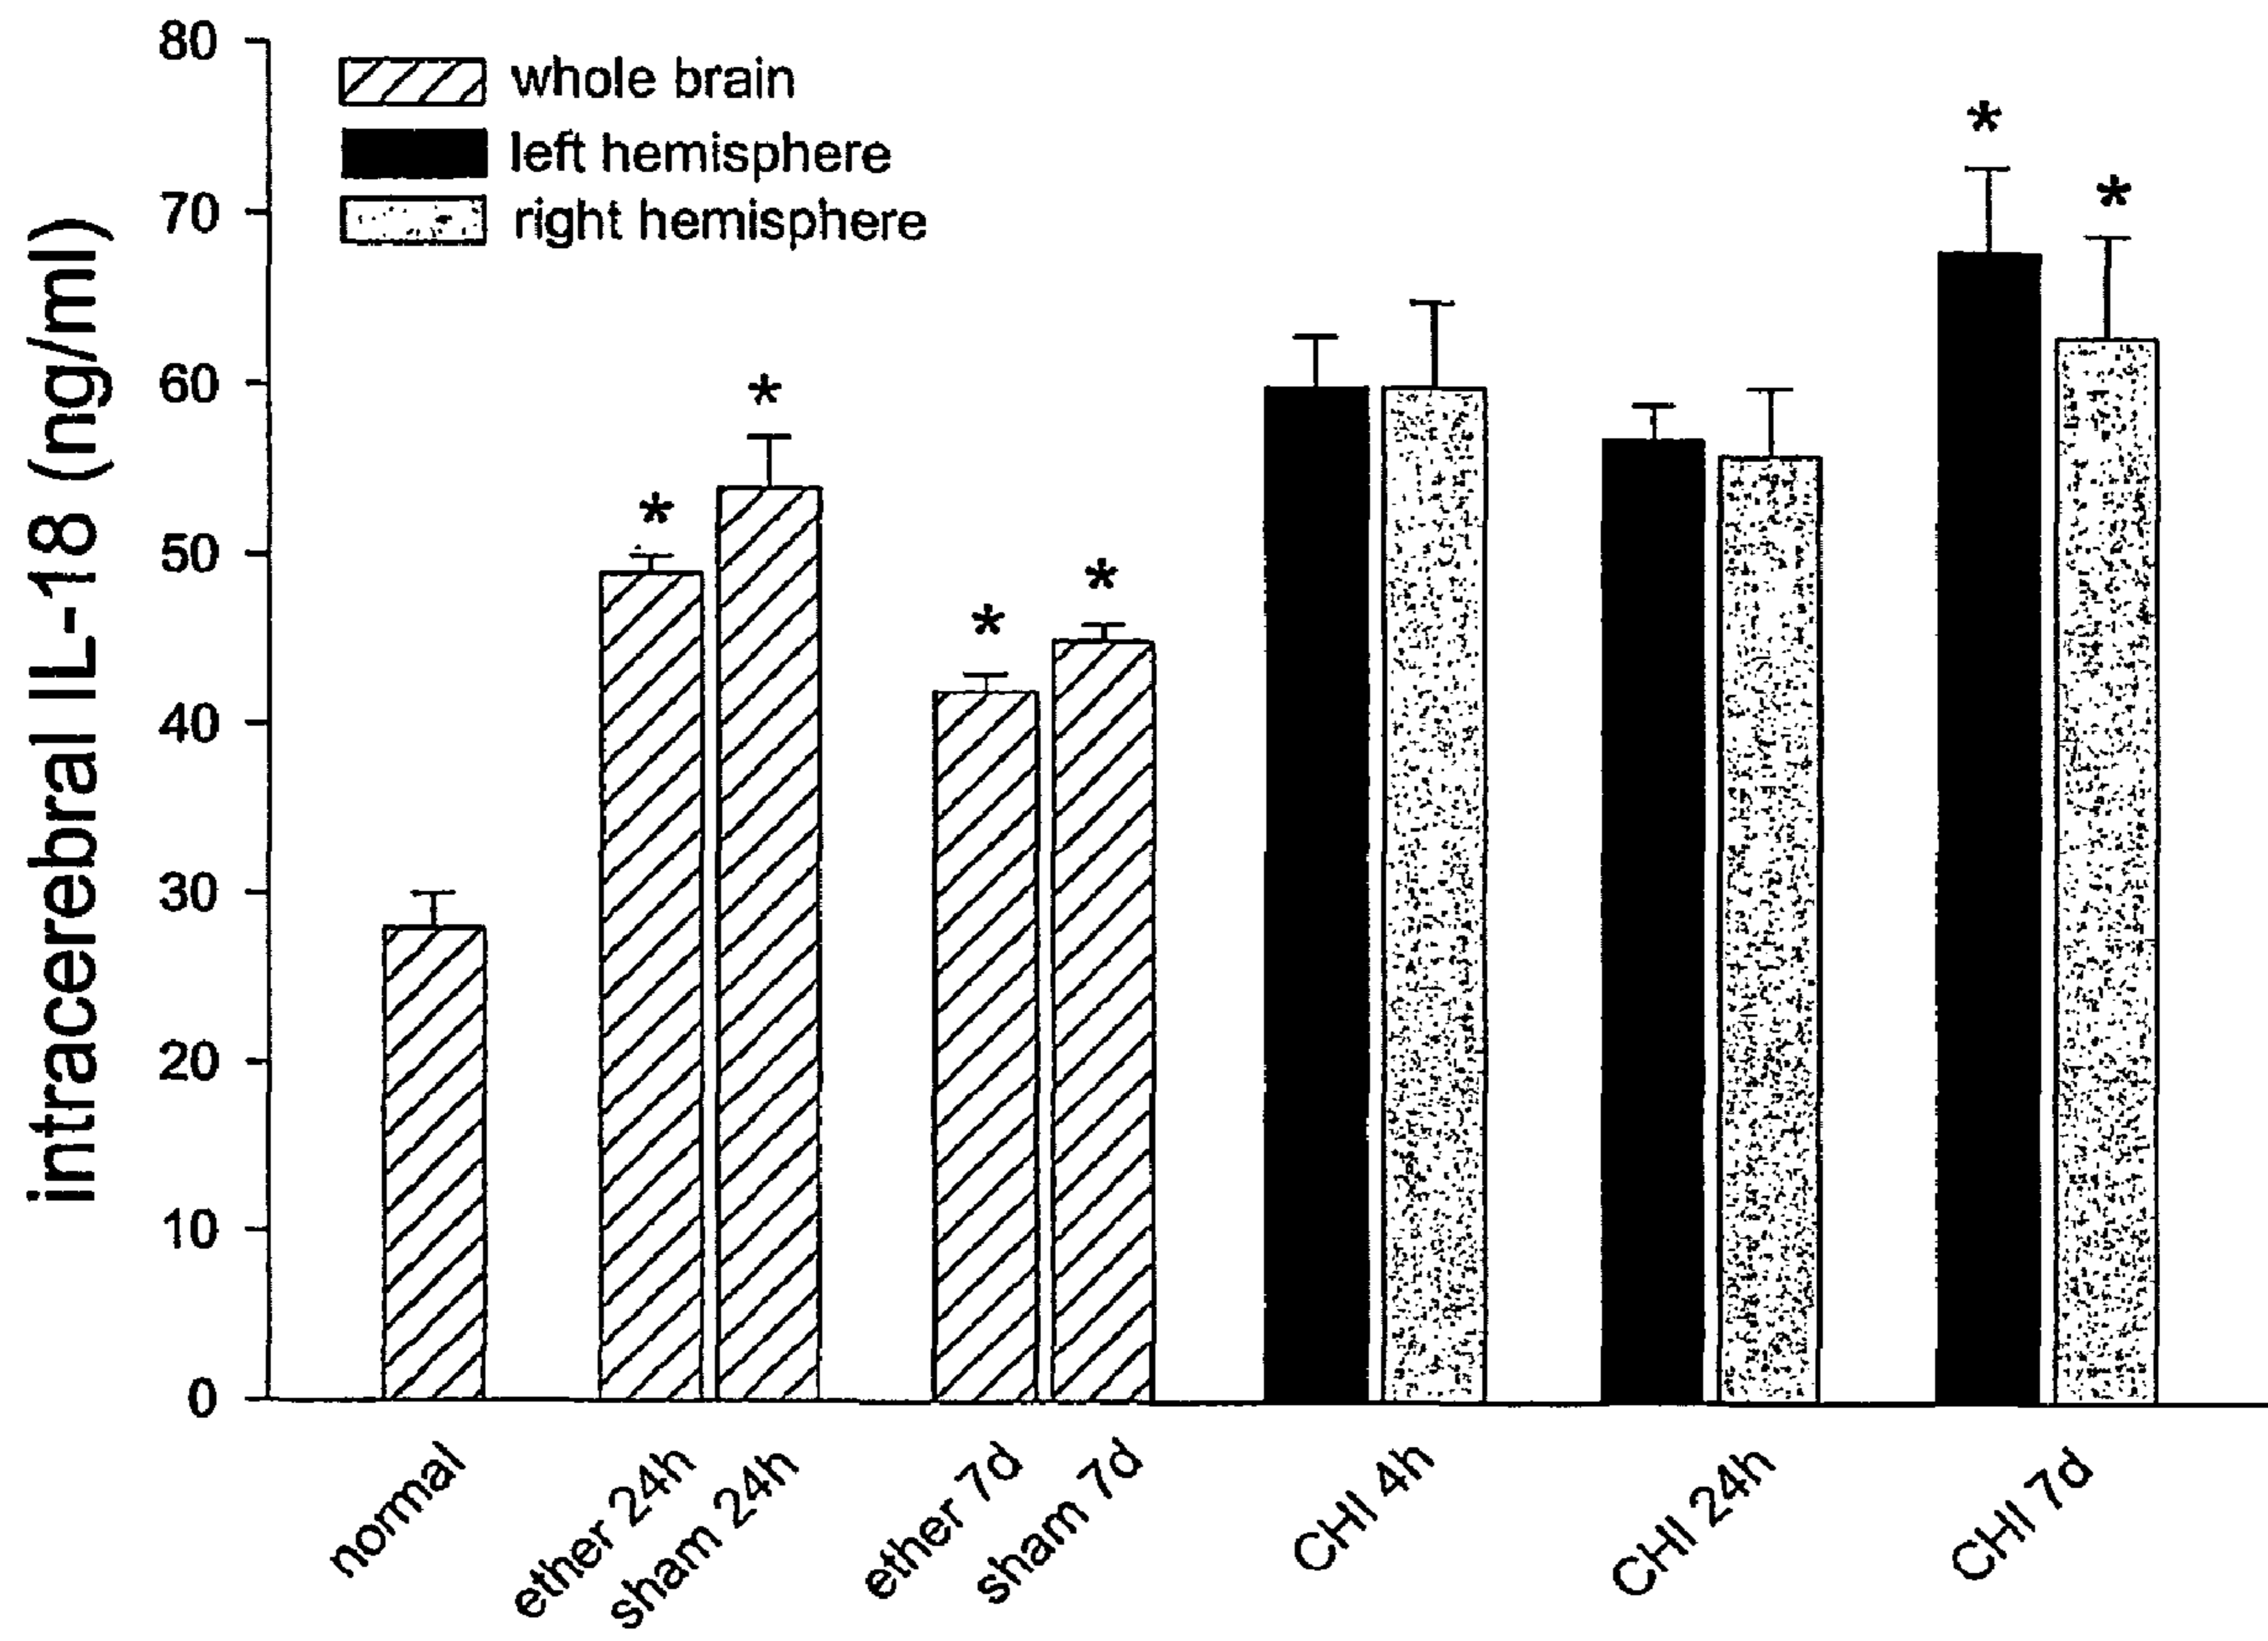 intracerebral IL-18 (ng/ml)
80
70
60
50
40
30
20
10
0
whole brain
left hemisphere
right hemisphere
*
*
*
*
*
*
normal
ether 24h
sham 24h
ether 7d
sham 7d
CHI 4h
CHI 24h
CHI 7d